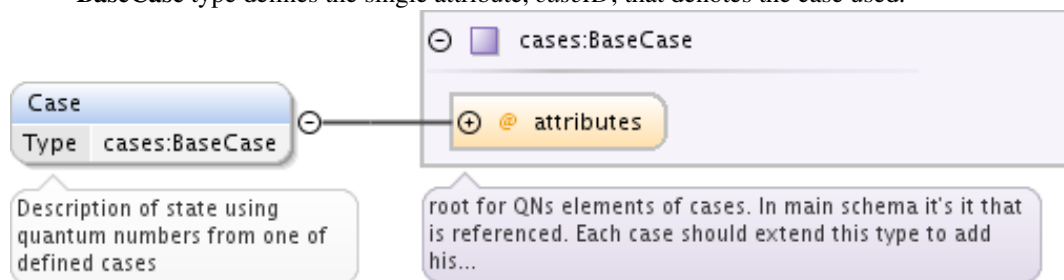 BaseCase type defines the single attribute, caseID, that denotes the case used.
cases:BaseCase
Case
Type cases:BaseCase
@ attributes
Description of state using
quantum numbers from one of
defined cases
root for QNs elements of cases. In main schema it's it that
is referenced. Each case should extend this type to add
his...